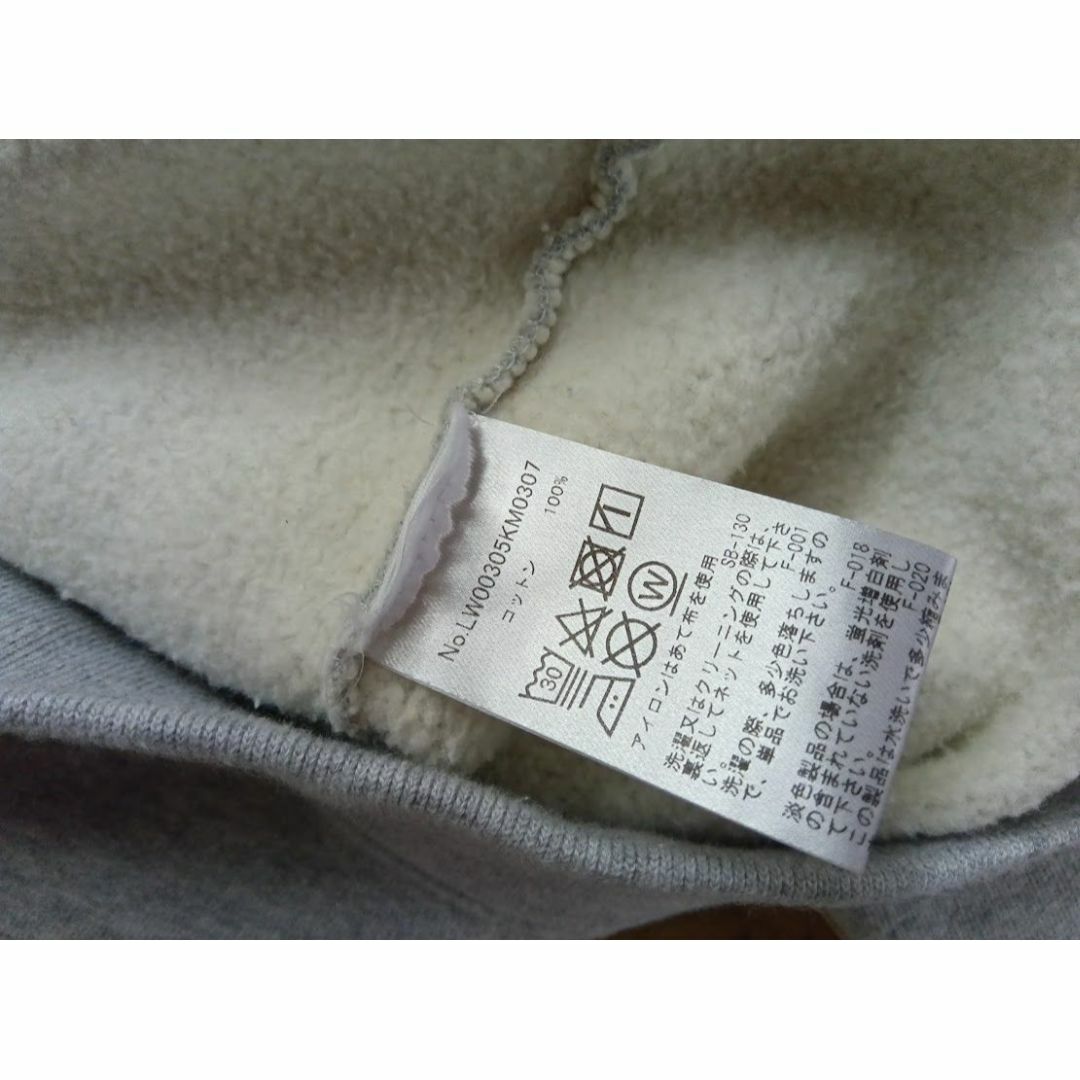 No.LW00305KM0307
コットン 100%
30
W
アイロンはあて布を使用
SB-130
洗濯又はクリーニングの際は、
裏返してネットを使用して下さ
い。 F-001
洗濯の際、多少色落ちしますの
で、単品でお洗い下さい。
F-018
淡色製品の場合は、蛍光増白剤
の含まれていない洗剤を使用し
て下さい。 F-020
この製品は水洗いで多少縮みま